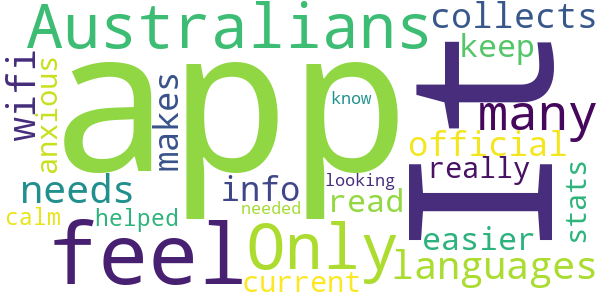 Australians
collects
keep
wifi
anxious
app
makes
know
It
many
official
needs
info
looking
really
stats
calm
helped
needed
read
feel
Only
easier
languages
current